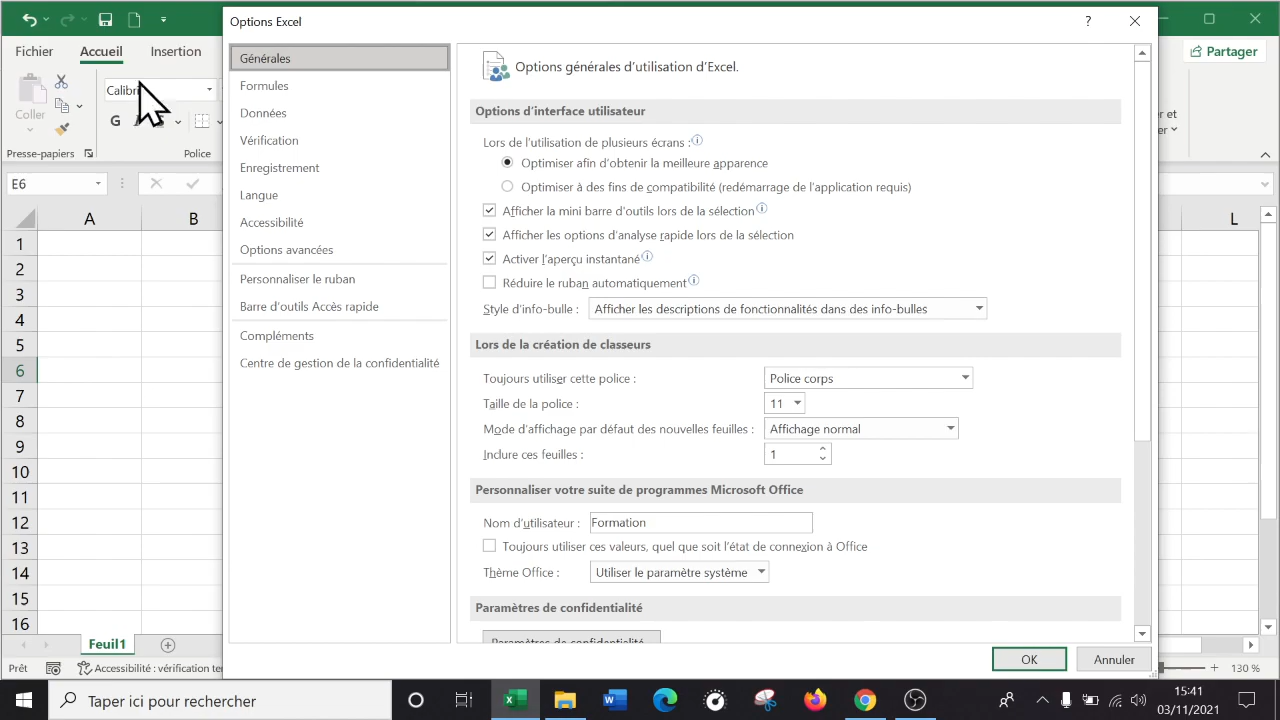 Options Excel
?
Fichier
Accueil
Insertion
Partager
Coller
Calibri
G
et
er
Presse-papiers
Police
E6
A
B
L
1
2
3
4
5
6
7
8
9
10
11
12
13
14
15
16
Générales
Formules
Données
Vérification
Enregistrement
Langue
Accessibilité
Options avancées
Personnaliser le ruban
Barre d'outils Accès rapide
Compléments
Centre de gestion de la confidentialité
Options générales d'utilisation d'Excel.
Options d'interface utilisateur
Lors de l'utilisation de plusieurs écrans :
Optimiser afin d'obtenir la meilleure apparence
Optimiser à des fins de compatibilité (redémarrage de l'application requis)
Afficher la mini barre d'outils lors de la sélection
Afficher les options d'analyse rapide lors de la sélection
Activer l'aperçu instantané
Réduire le ruban automatiquement
Style d'info-bulle : Afficher les descriptions de fonctionnalités dans des info-bulles
Lors de la création de classeurs
Toujours utiliser cette police : Police corps
Taille de la police : 11
Mode d'affichage par défaut des nouvelles feuilles : Affichage normal
Inclure ces feuilles : 1
Personnaliser votre suite de programmes Microsoft Office
Nom d'utilisateur : Formation
Toujours utiliser ces valeurs, quel que soit l'état de connexion à Office
Thème Office : Utiliser le paramètre système
Paramètres de confidentialité
Paramètres de confidentialité
OK
Annuler
Feuil1
Prêt
Accessibilité : vérification ter
130 %
Taper ici pour rechercher
15:41
03/11/2021